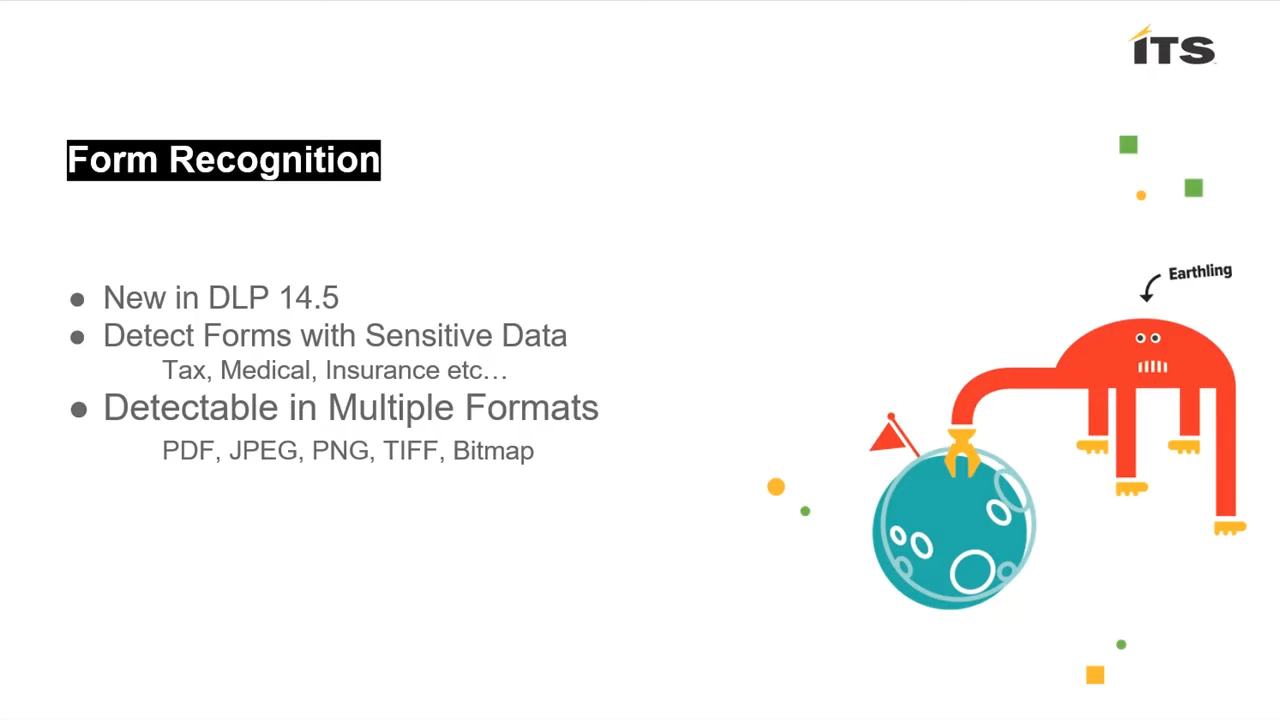 ITS
Form Recognition
● New in DLP 14.5
● Detect Forms with Sensitive Data
Tax, Medical, Insurance etc…
● Detectable in Multiple Formats
PDF, JPEG, PNG, TIFF, Bitmap
Earthling